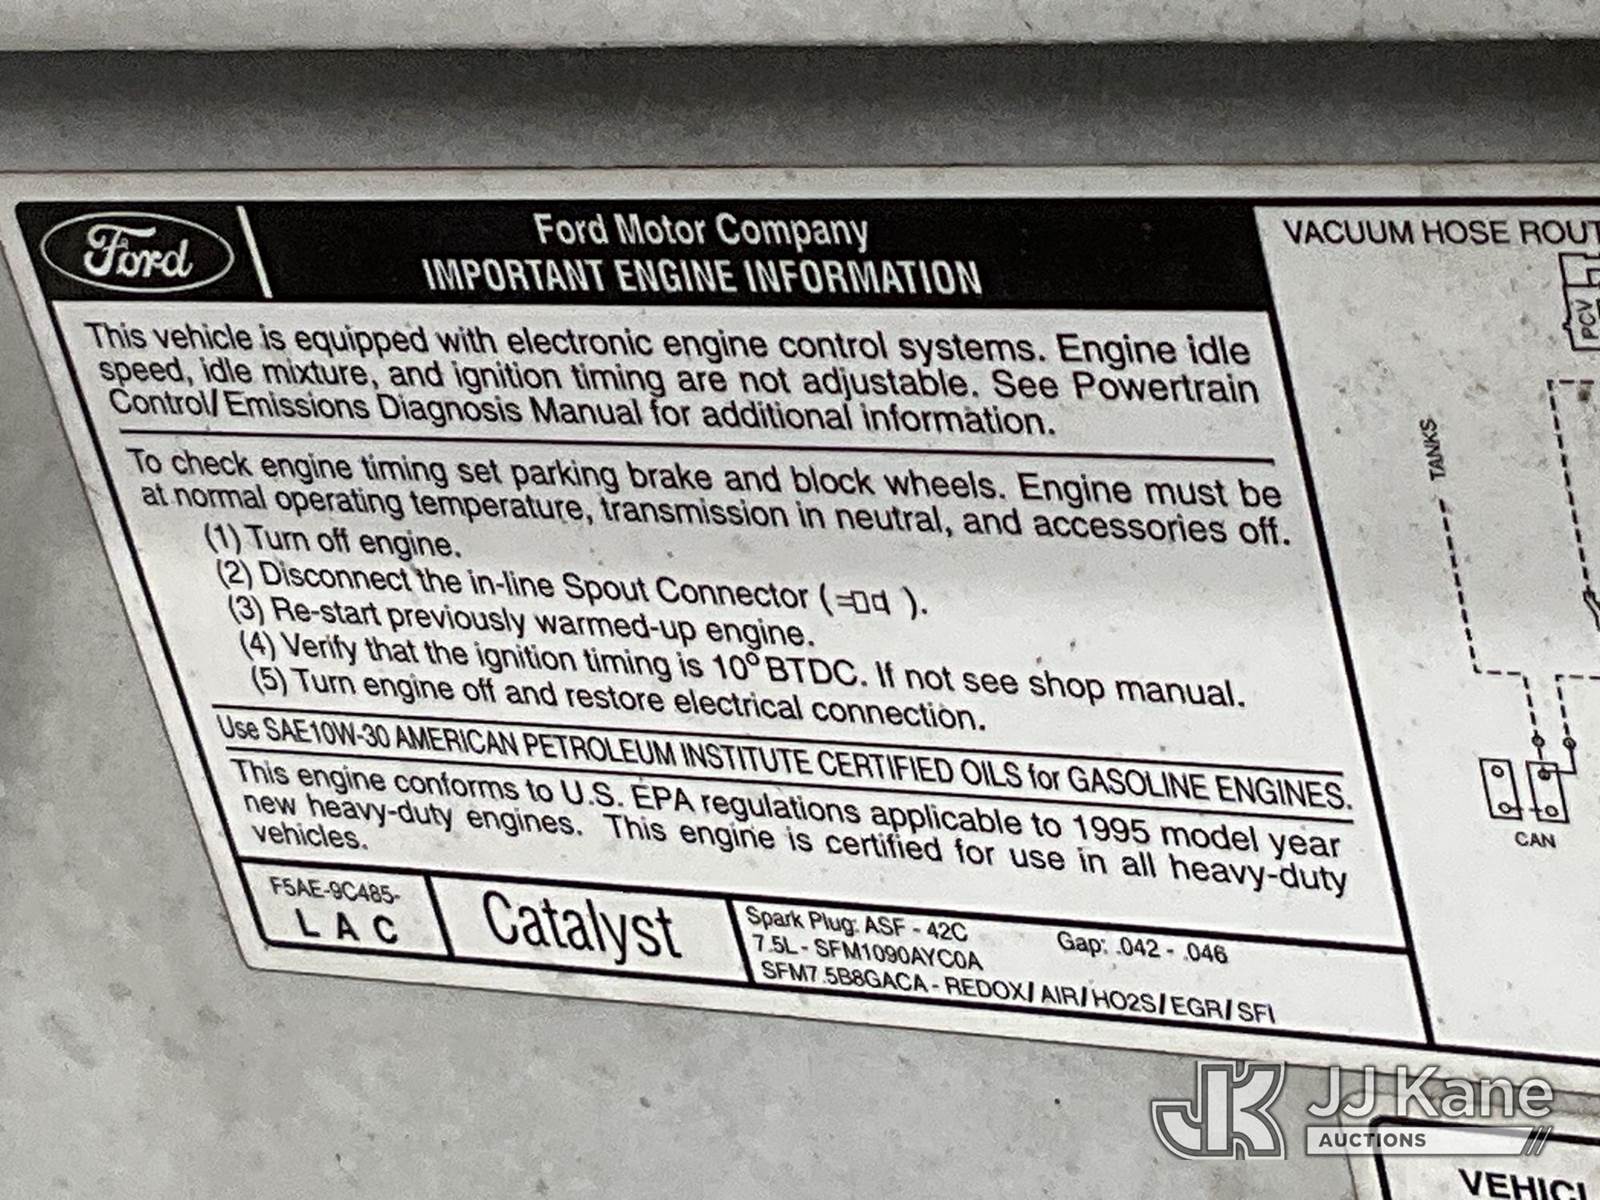 Ford
Ford Motor Company
IMPORTANT ENGINE INFORMATION
This vehicle is equipped with electronic engine control systems. Engine idle
speed, idle mixture, and ignition timing are not adjustable. See Powertrain
Control/Emissions Diagnosis Manual for additional information.
To check engine timing set parking brake and block wheels. Engine must be
at normal operating temperature, transmission in neutral, and accessories off.
(1) Turn off engine.
(2) Disconnect the in-line Spout Connector ( ).
(3) Re-start previously warmed-up engine.
(4) Verify that the ignition timing is 10° BTDC. If not see shop manual.
(5) Turn engine off and restore electrical connection.
Use SAE10W-30 AMERICAN PETROLEUM INSTITUTE CERTIFIED OILS for GASOLINE ENGINES.
This engine conforms to U.S. EPA regulations applicable to 1995 model year
new heavy-duty engines. This engine is certified for use in all heavy-duty
vehicles.
F5AE-9C485-
L A C
Catalyst
Spark Plug: ASF - 42C Gap: .042 - .046
7.5L - SFM1090AYC0A
SFM7.5B8GACA - REDOX/AIR/HO2S/EGR/SFI
VACUUM HOSE ROUT
PCV
TANKS
CAN
JK JJ Kane
AUCTIONS
VEHICL